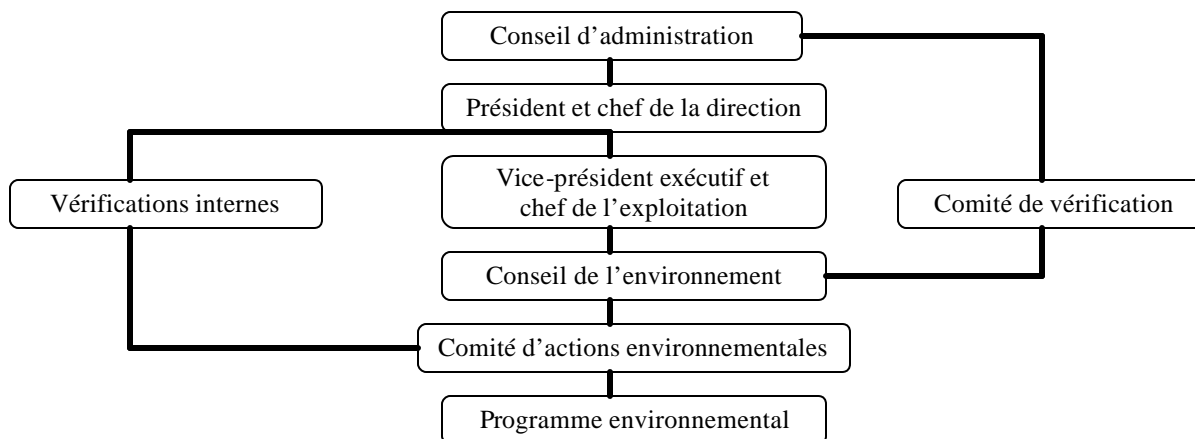 Conseil d’administration
Président et chef de la direction
Vice-président exécutif et
chef de l’exploitation
Vérifications internes
Comité de vérification
Conseil de l’environnement
Comité d’actions environnementales
Programme environnemental